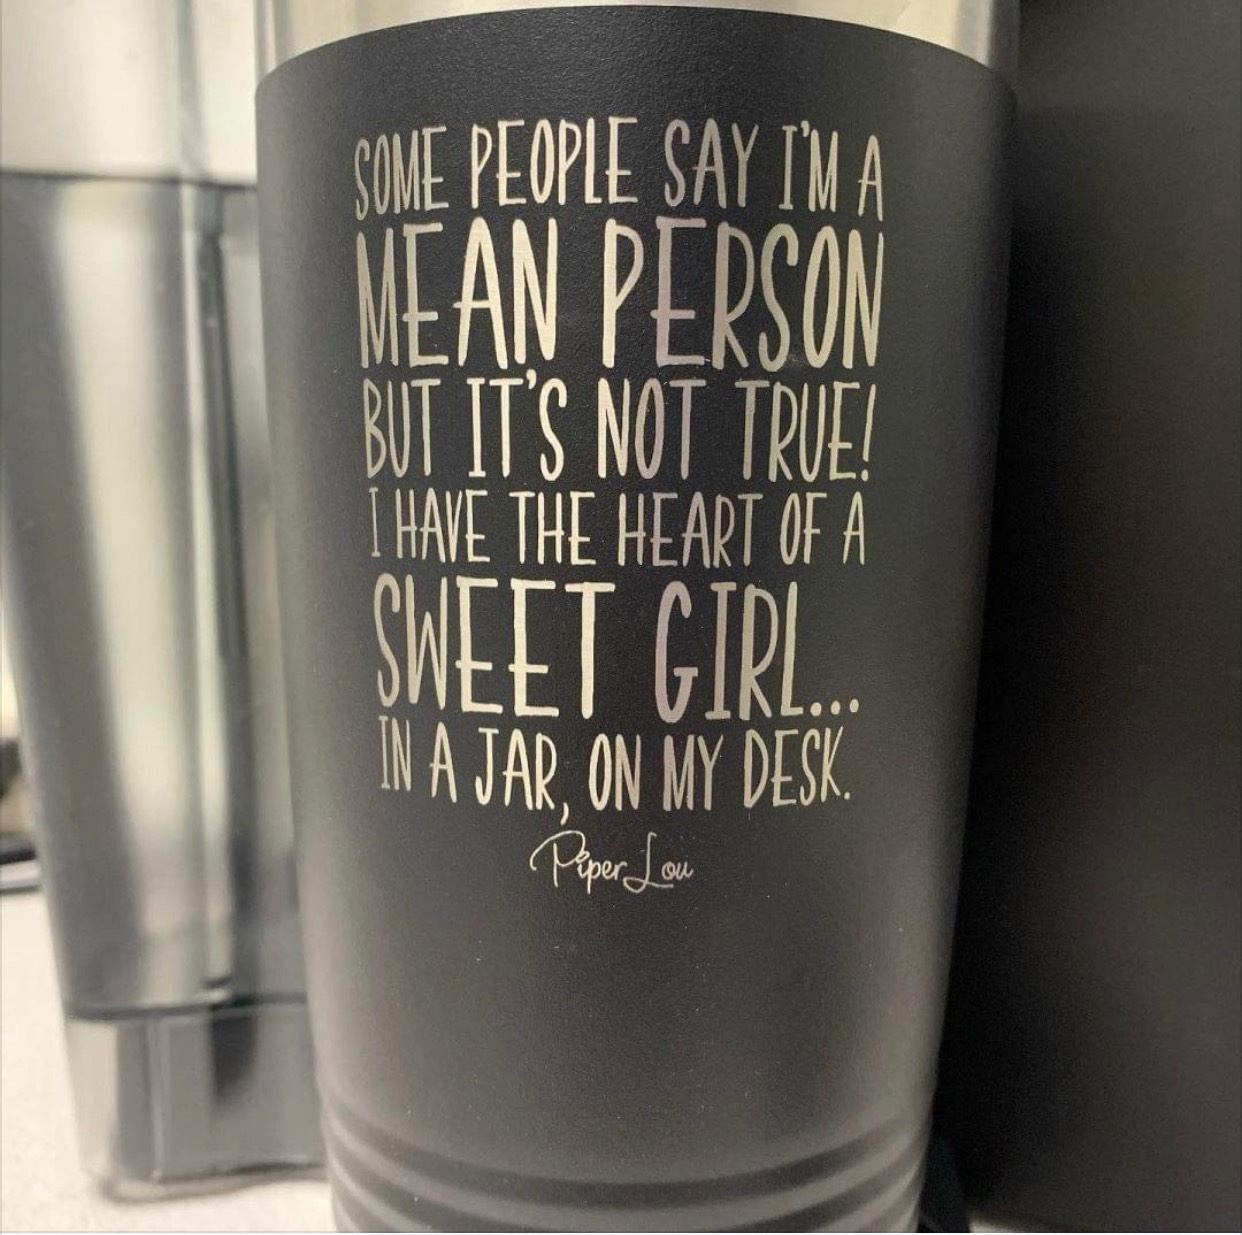 SOME PEOPLE SAY I'M A
MEAN PERSON
BUT IT'S NOT TRUE!
I HAVE THE HEART OF A
SWEET GIRL...
IN A JAR, ON MY DESK.
Piper Lou